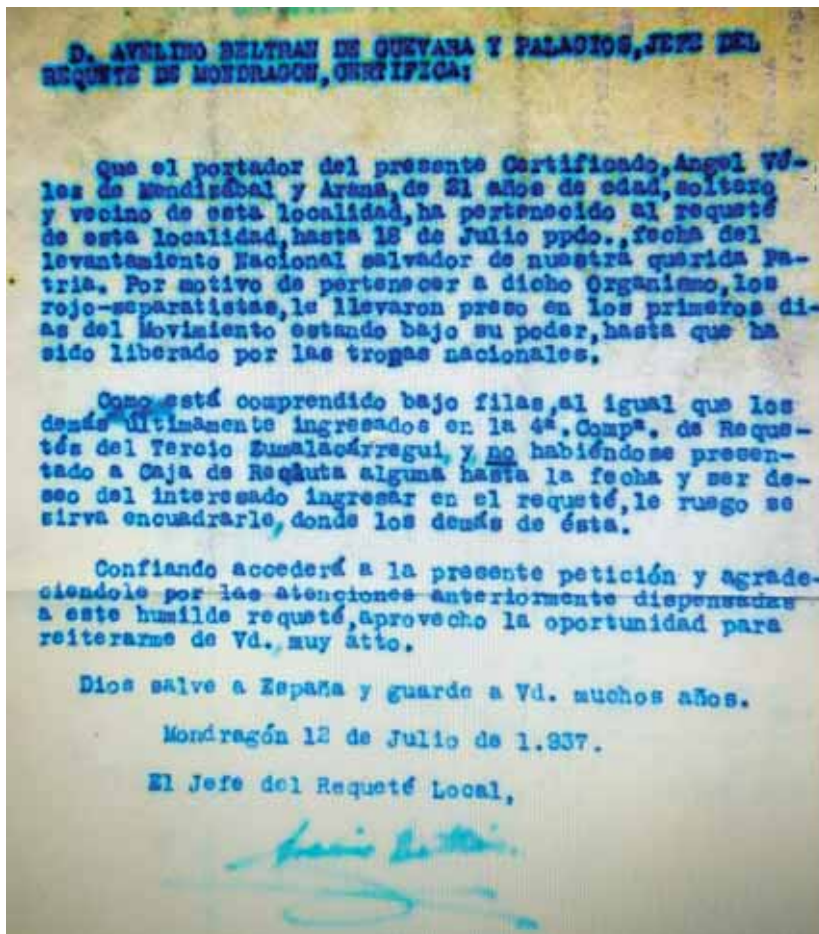 D. AVELINO BELTRAN DE GUEVARA Y PALACIOS, JEFE DEL
REQUETE DE MONDRAGON, CERTIFICA:
Que el portador del presente Certificado, Angel Vé-
les de Mendizábal y Arana, de 21 años de edad, soltero
y vecino de esta localidad, ha pertenecido al requeté
de esta localidad, hasta 18 de Julio ppdo., fecha del
levantamiento Nacional salvador de nuestra querida Pa-
tria. Por motivo de pertenecer a dicho Organismo, los
rojo-separatistas, le llevaron preso en los primeros di-
as del Movimiento estando bajo su poder, hasta que ha
sido liberado por las tropas nacionales.
Como está comprendido bajo filas, al igual que los
demás últimamente ingresados en la 4ª. Compª. de Reque-
tés del Tercio Zumalacárregui, y no habiéndose presen-
tado a Caja de Recluta alguna hasta la fecha y ser de-
seo del interesado ingresar en el requeté, le ruego se
sirva encuadrarle, donde los demás de ésta.
Confiando accederá a la presente petición y agrade-
ciendole por las atenciones anteriormente dispensadas
a este humilde requeté, aprovecho la oportunidad para
reiterarme de Vd., muy atto.
Dios salve a España y guarde a Vd. muchos años.
Mondragón 12 de Julio de 1.937.
El Jefe del Requeté Local,